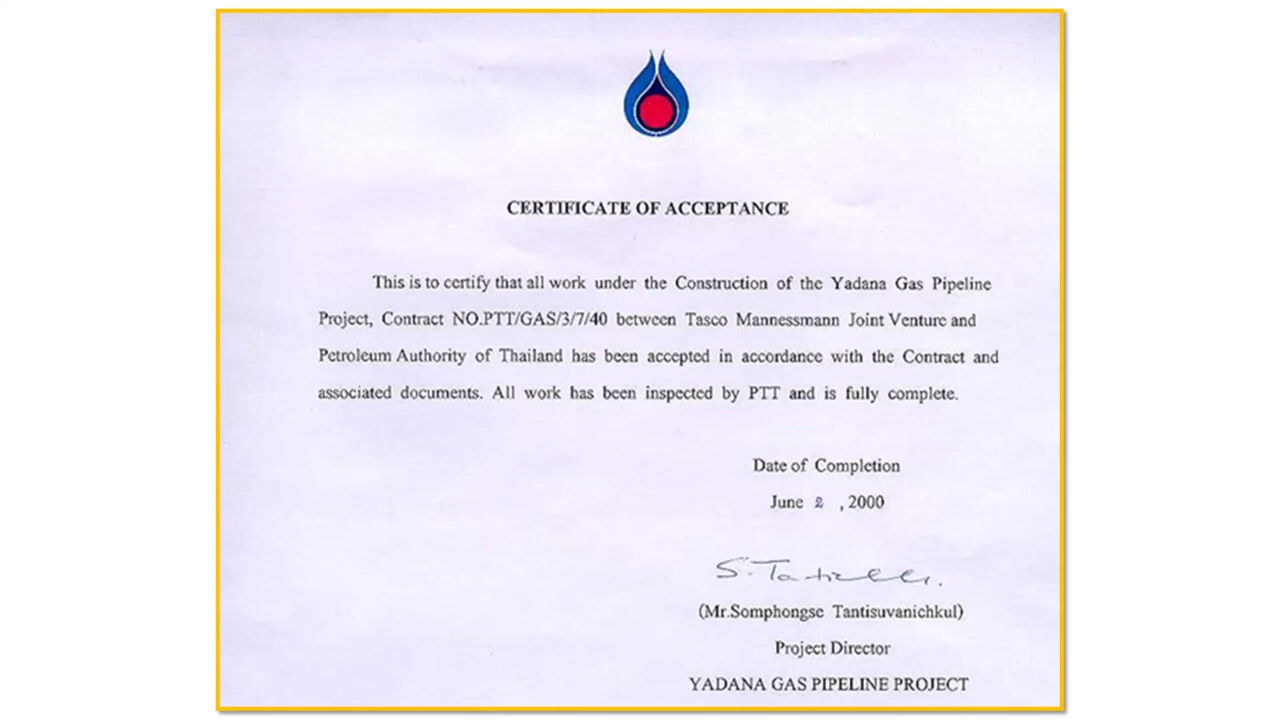 CERTIFICATE OF ACCEPTANCE
This is to certify that all work under the Construction of the Yadana Gas Pipeline
Project, Contract NO.PTT/GAS/3/7/40 between Tasco Mannessmann Joint Venture and
Petroleum Authority of Thailand has been accepted in accordance with the Contract and
associated documents. All work has been inspected by PTT and is fully complete.
Date of Completion
June 2 , 2000
(Mr.Somphongse Tantisuvanichkul)
Project Director
YADANA GAS PIPELINE PROJECT